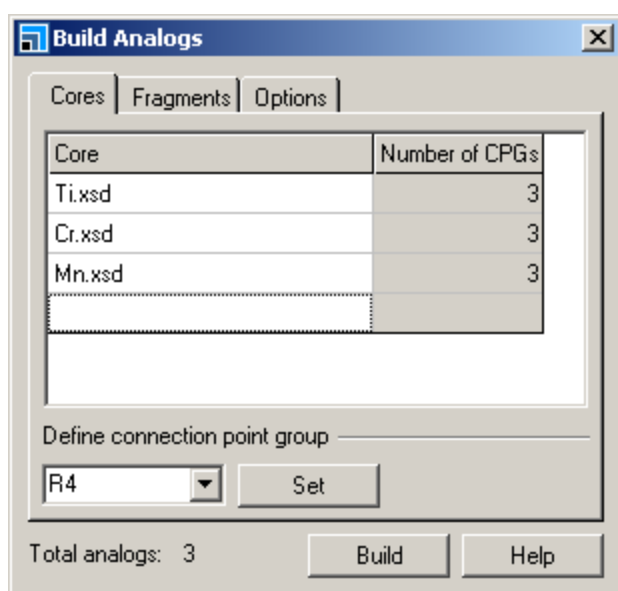 Build Analogs
Cores Fragments Options
Core Number of CPGs
Ti.xsd 3
Cr.xsd 3
Mn.xsd 3
Define connection point group
R4 Set
Total analogs: 3 Build Help